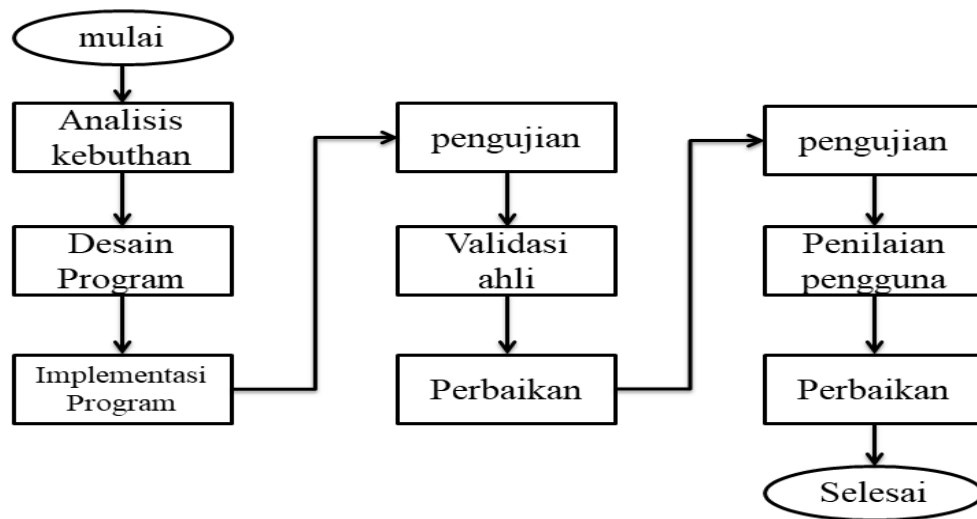 mulai
Analisis
kebuthan
Desain
Program
Implementasi
Program
pengujian
Validasi
ahli
Perbaikan
pengujian
Penilaian
pengguna
Perbaikan
Selesai